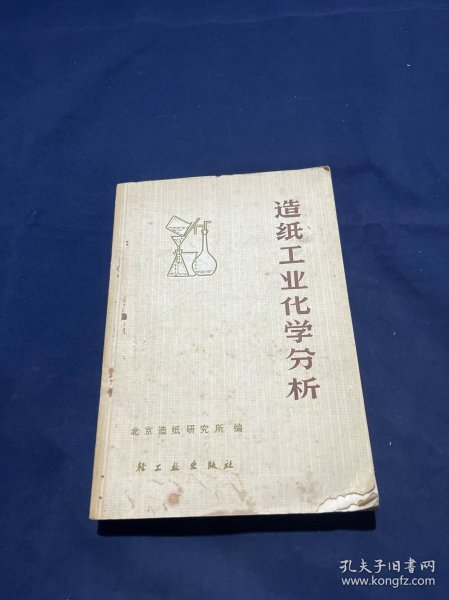 造纸工业化学分析
北京造纸研究所 编
轻工业出版社
孔夫子旧书网
www.kongfz.com